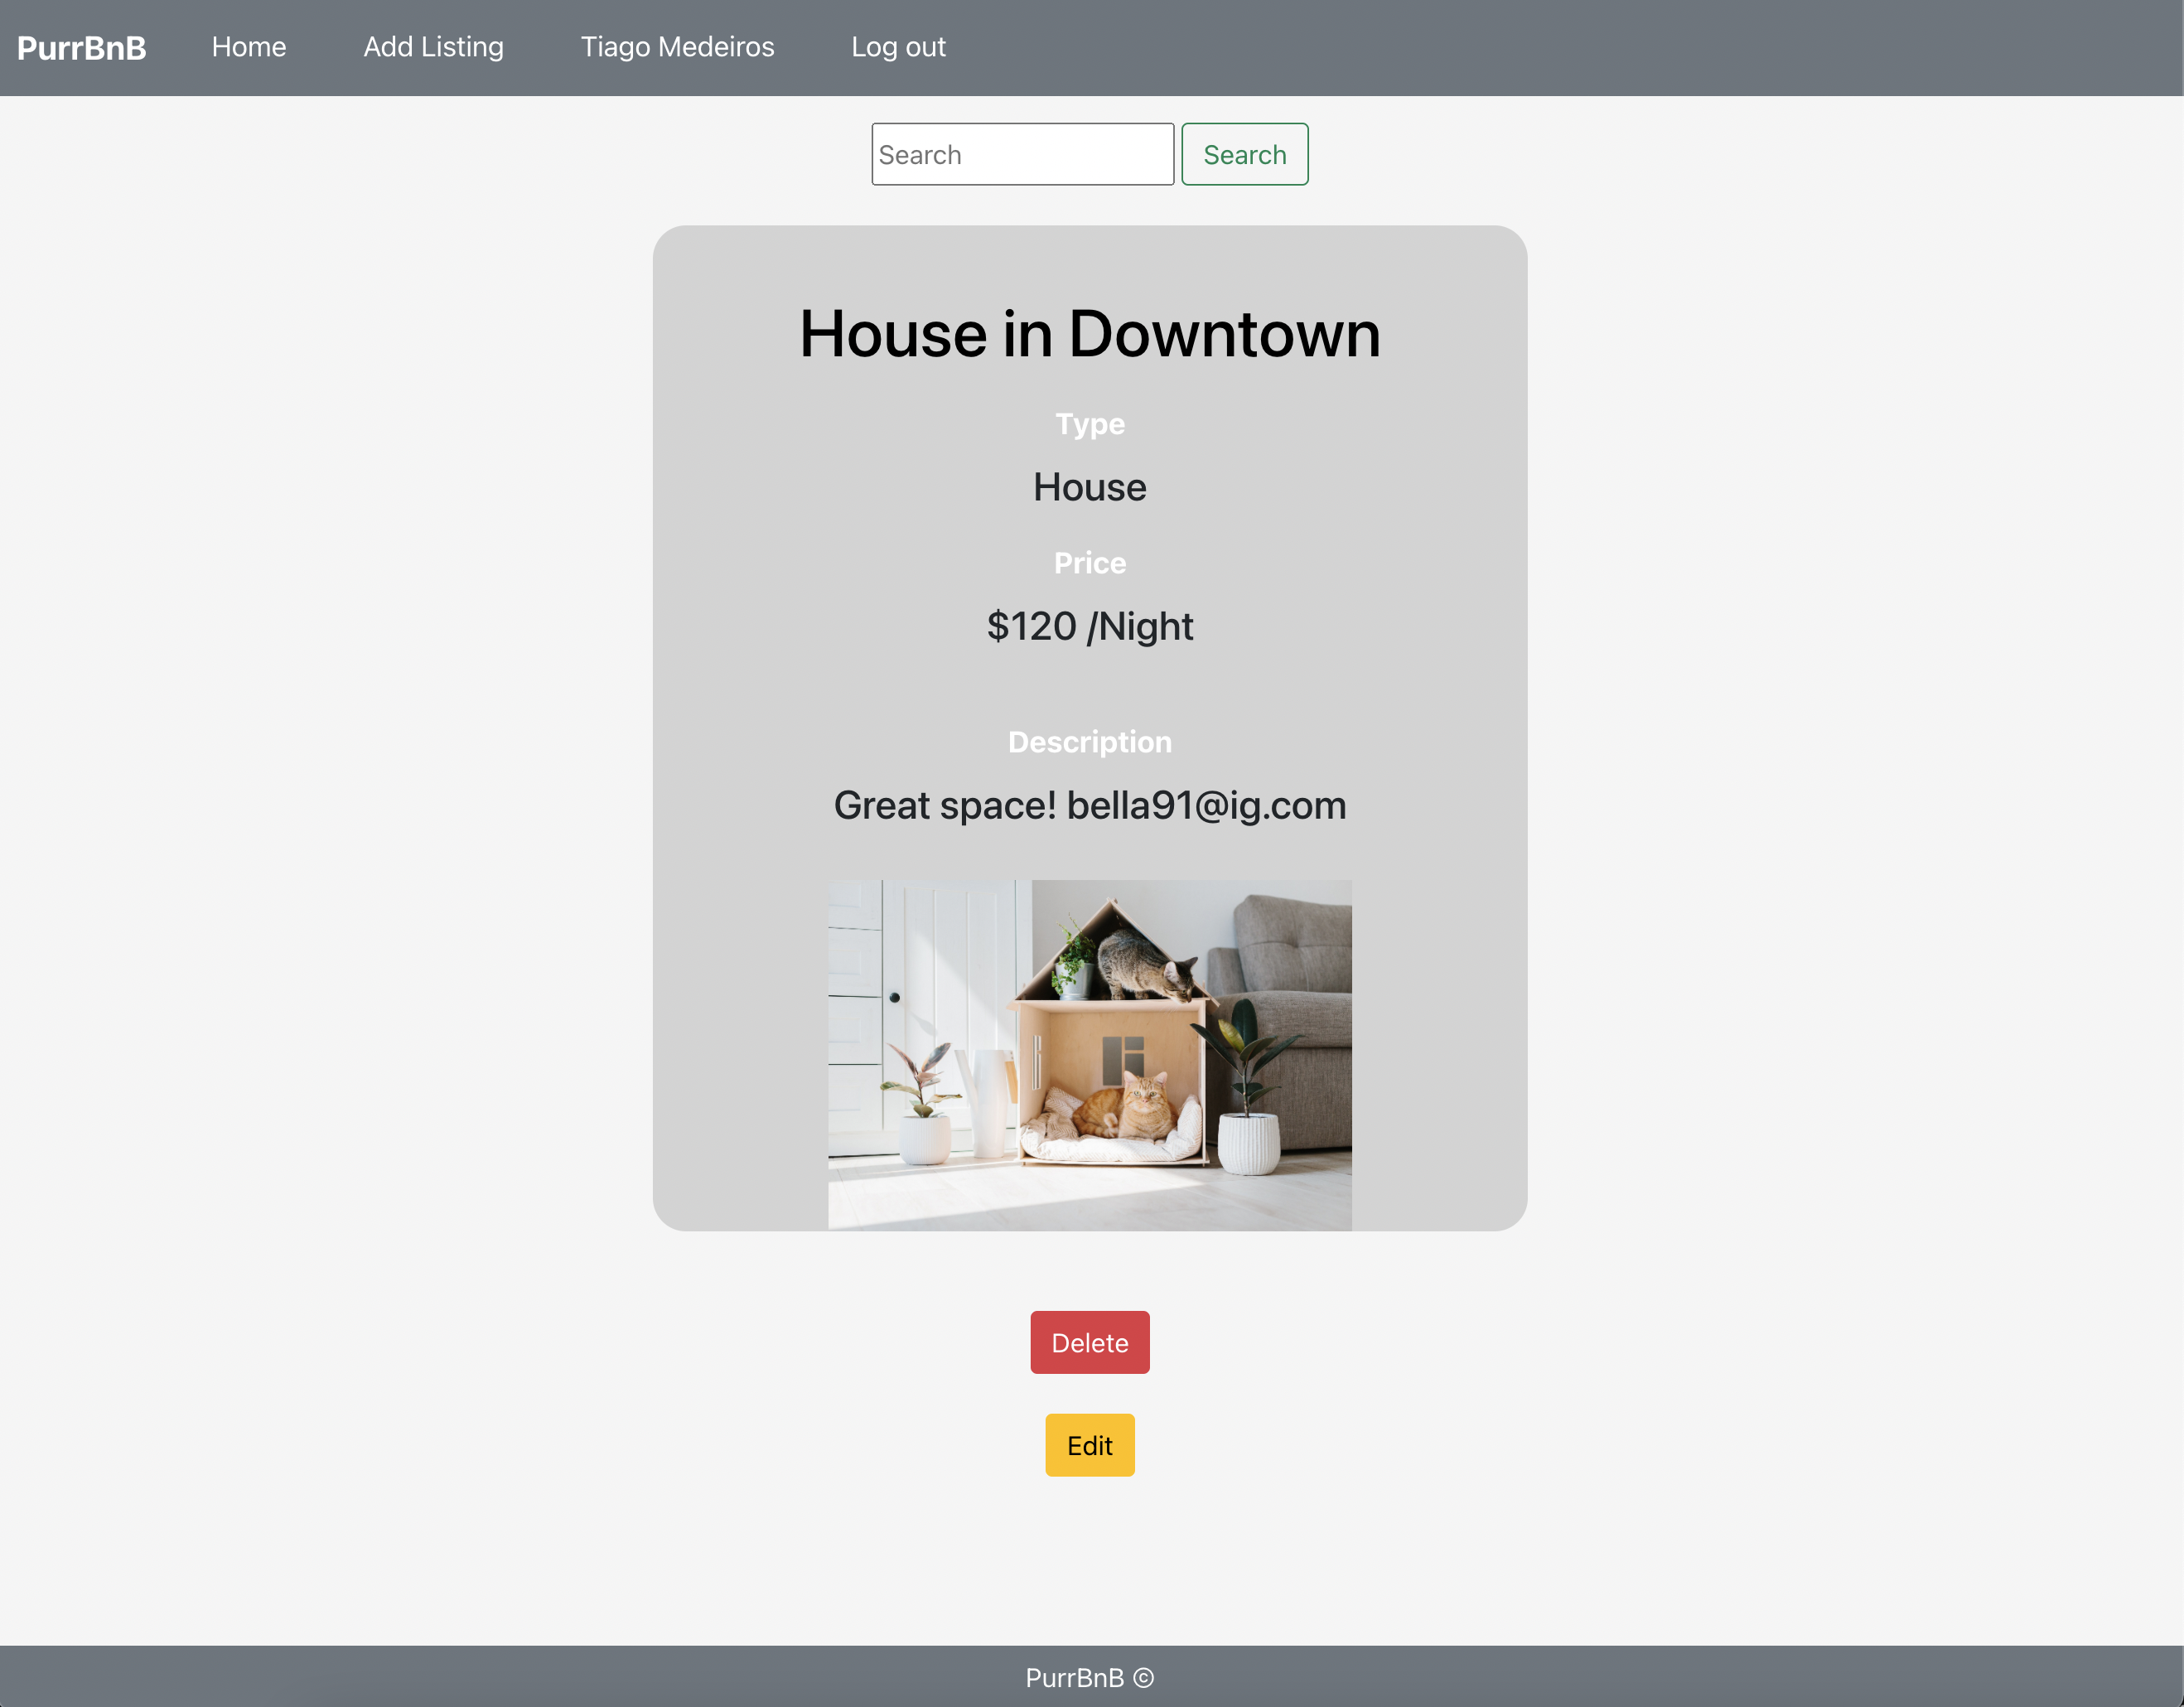 PurrBnB Home Add Listing Tiago Medeiros Log out
Search Search
House in Downtown
Type
House
Price
$120 /Night
Description
Great space! bella91@ig.com
Delete
Edit
PurrBnB ©